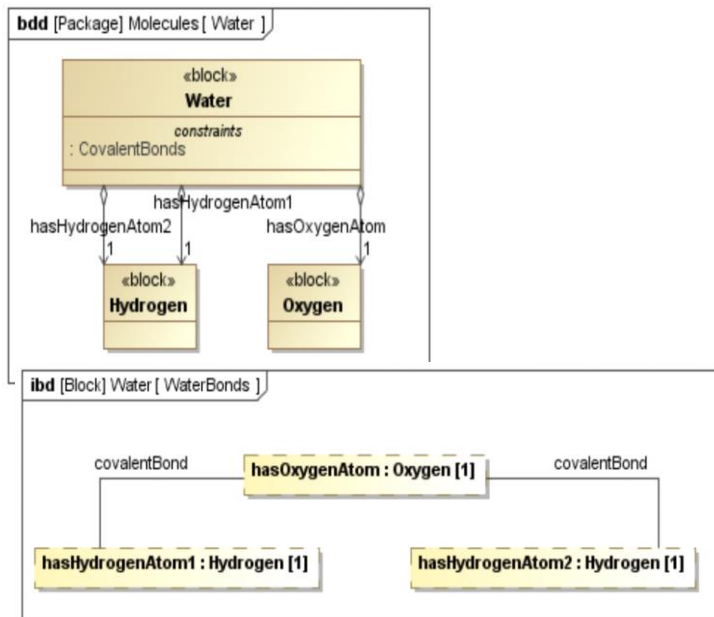 bdd [Package] Molecules [ Water ]
«block»
Water
constraints
: CovalentBonds
hasHydrogenAtom1
hasHydrogenAtom2
hasOxygenAtom
1
1
1
«block»
Hydrogen
«block»
Oxygen
ibd [Block] Water [ WaterBonds ]
covalentBond
hasOxygenAtom : Oxygen [1]
covalentBond
hasHydrogenAtom1 : Hydrogen [1]
hasHydrogenAtom2 : Hydrogen [1]